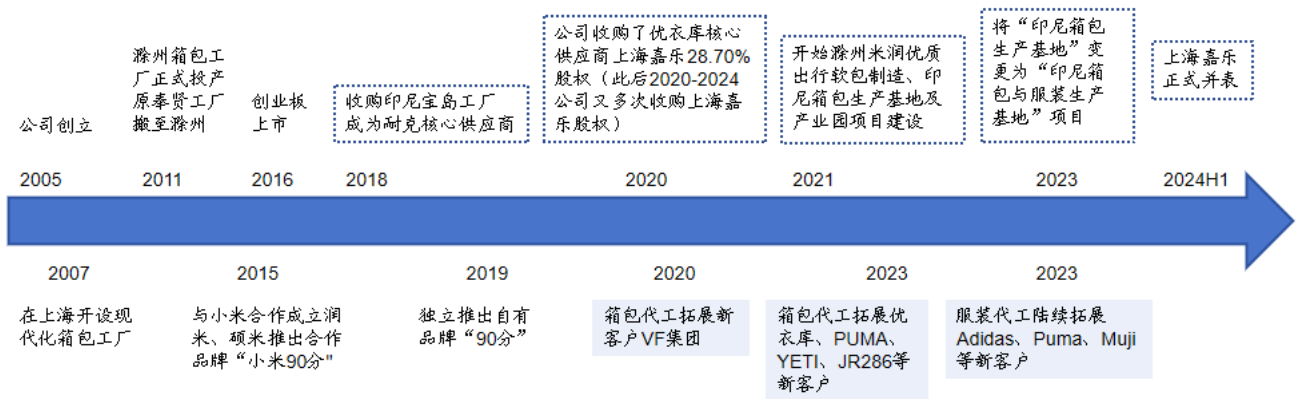 公司创立
滁州箱包工
厂正式投产
原奉贤工厂
搬至滁州
创业板
上市
收购印尼宝岛工厂
成为耐克核心供应商
公司收购了优衣库核心
供应商上海嘉乐28.70%
股权（此后2020-2024
公司又多次收购上海嘉
乐股权）
开始滁州米润优质
出行软包制造、印
尼箱包生产基地及
产业园项目建设
将“印尼箱包
生产基地”变
更为“印尼箱
包与服装生产
基地”项目
上海嘉乐
正式并表
2005
2011
2016
2018
2020
2021
2023
2024H1
2007
2015
2019
2020
2023
2023
在上海开设现
代化箱包工厂
与小米合作成立润
米、硕米推出合作
品牌“小米90分"
独立推出自有
品牌“90分”
箱包代工拓展新
客户VF集团
箱包代工拓展优
衣库、PUMA、
YETI、JR286等
新客户
服装代工陆续拓展
Adidas、Puma、Muji
等新客户